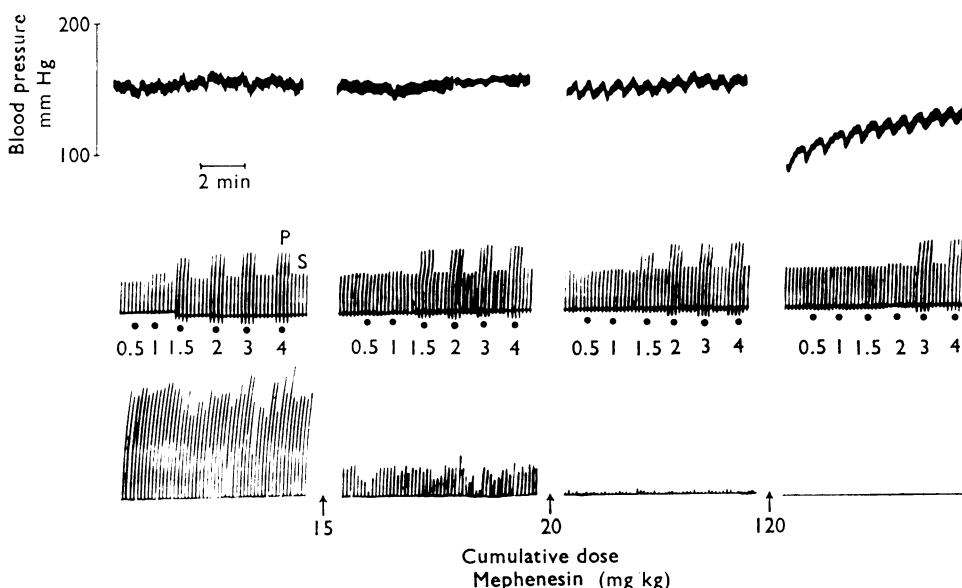 200
Blood pressure
mm Hg
100
2 min
P
S
0.5 1 1.5 2 3 4
0.5 1 1.5 2 3 4
0.5 1 1.5 2 3 4
0.5 1 1.5 2 3 4
15
20
120
Cumulative dose
Mephenesin (mg kg)